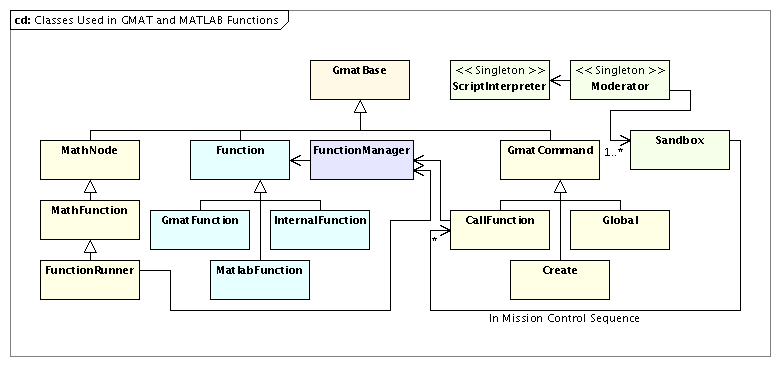 cd: Classes Used in GMAT and MATLAB Functions
GmatBase
<< Singleton >>
ScriptInterpreter
<< Singleton >>
Moderator
Sandbox
1..*
MathNode
Function
FunctionManager
GmatCommand
MathFunction
GmatFunction
InternalFunction
CallFunction
*
Global
FunctionRunner
MatlabFunction
Create
In Mission Control Sequence